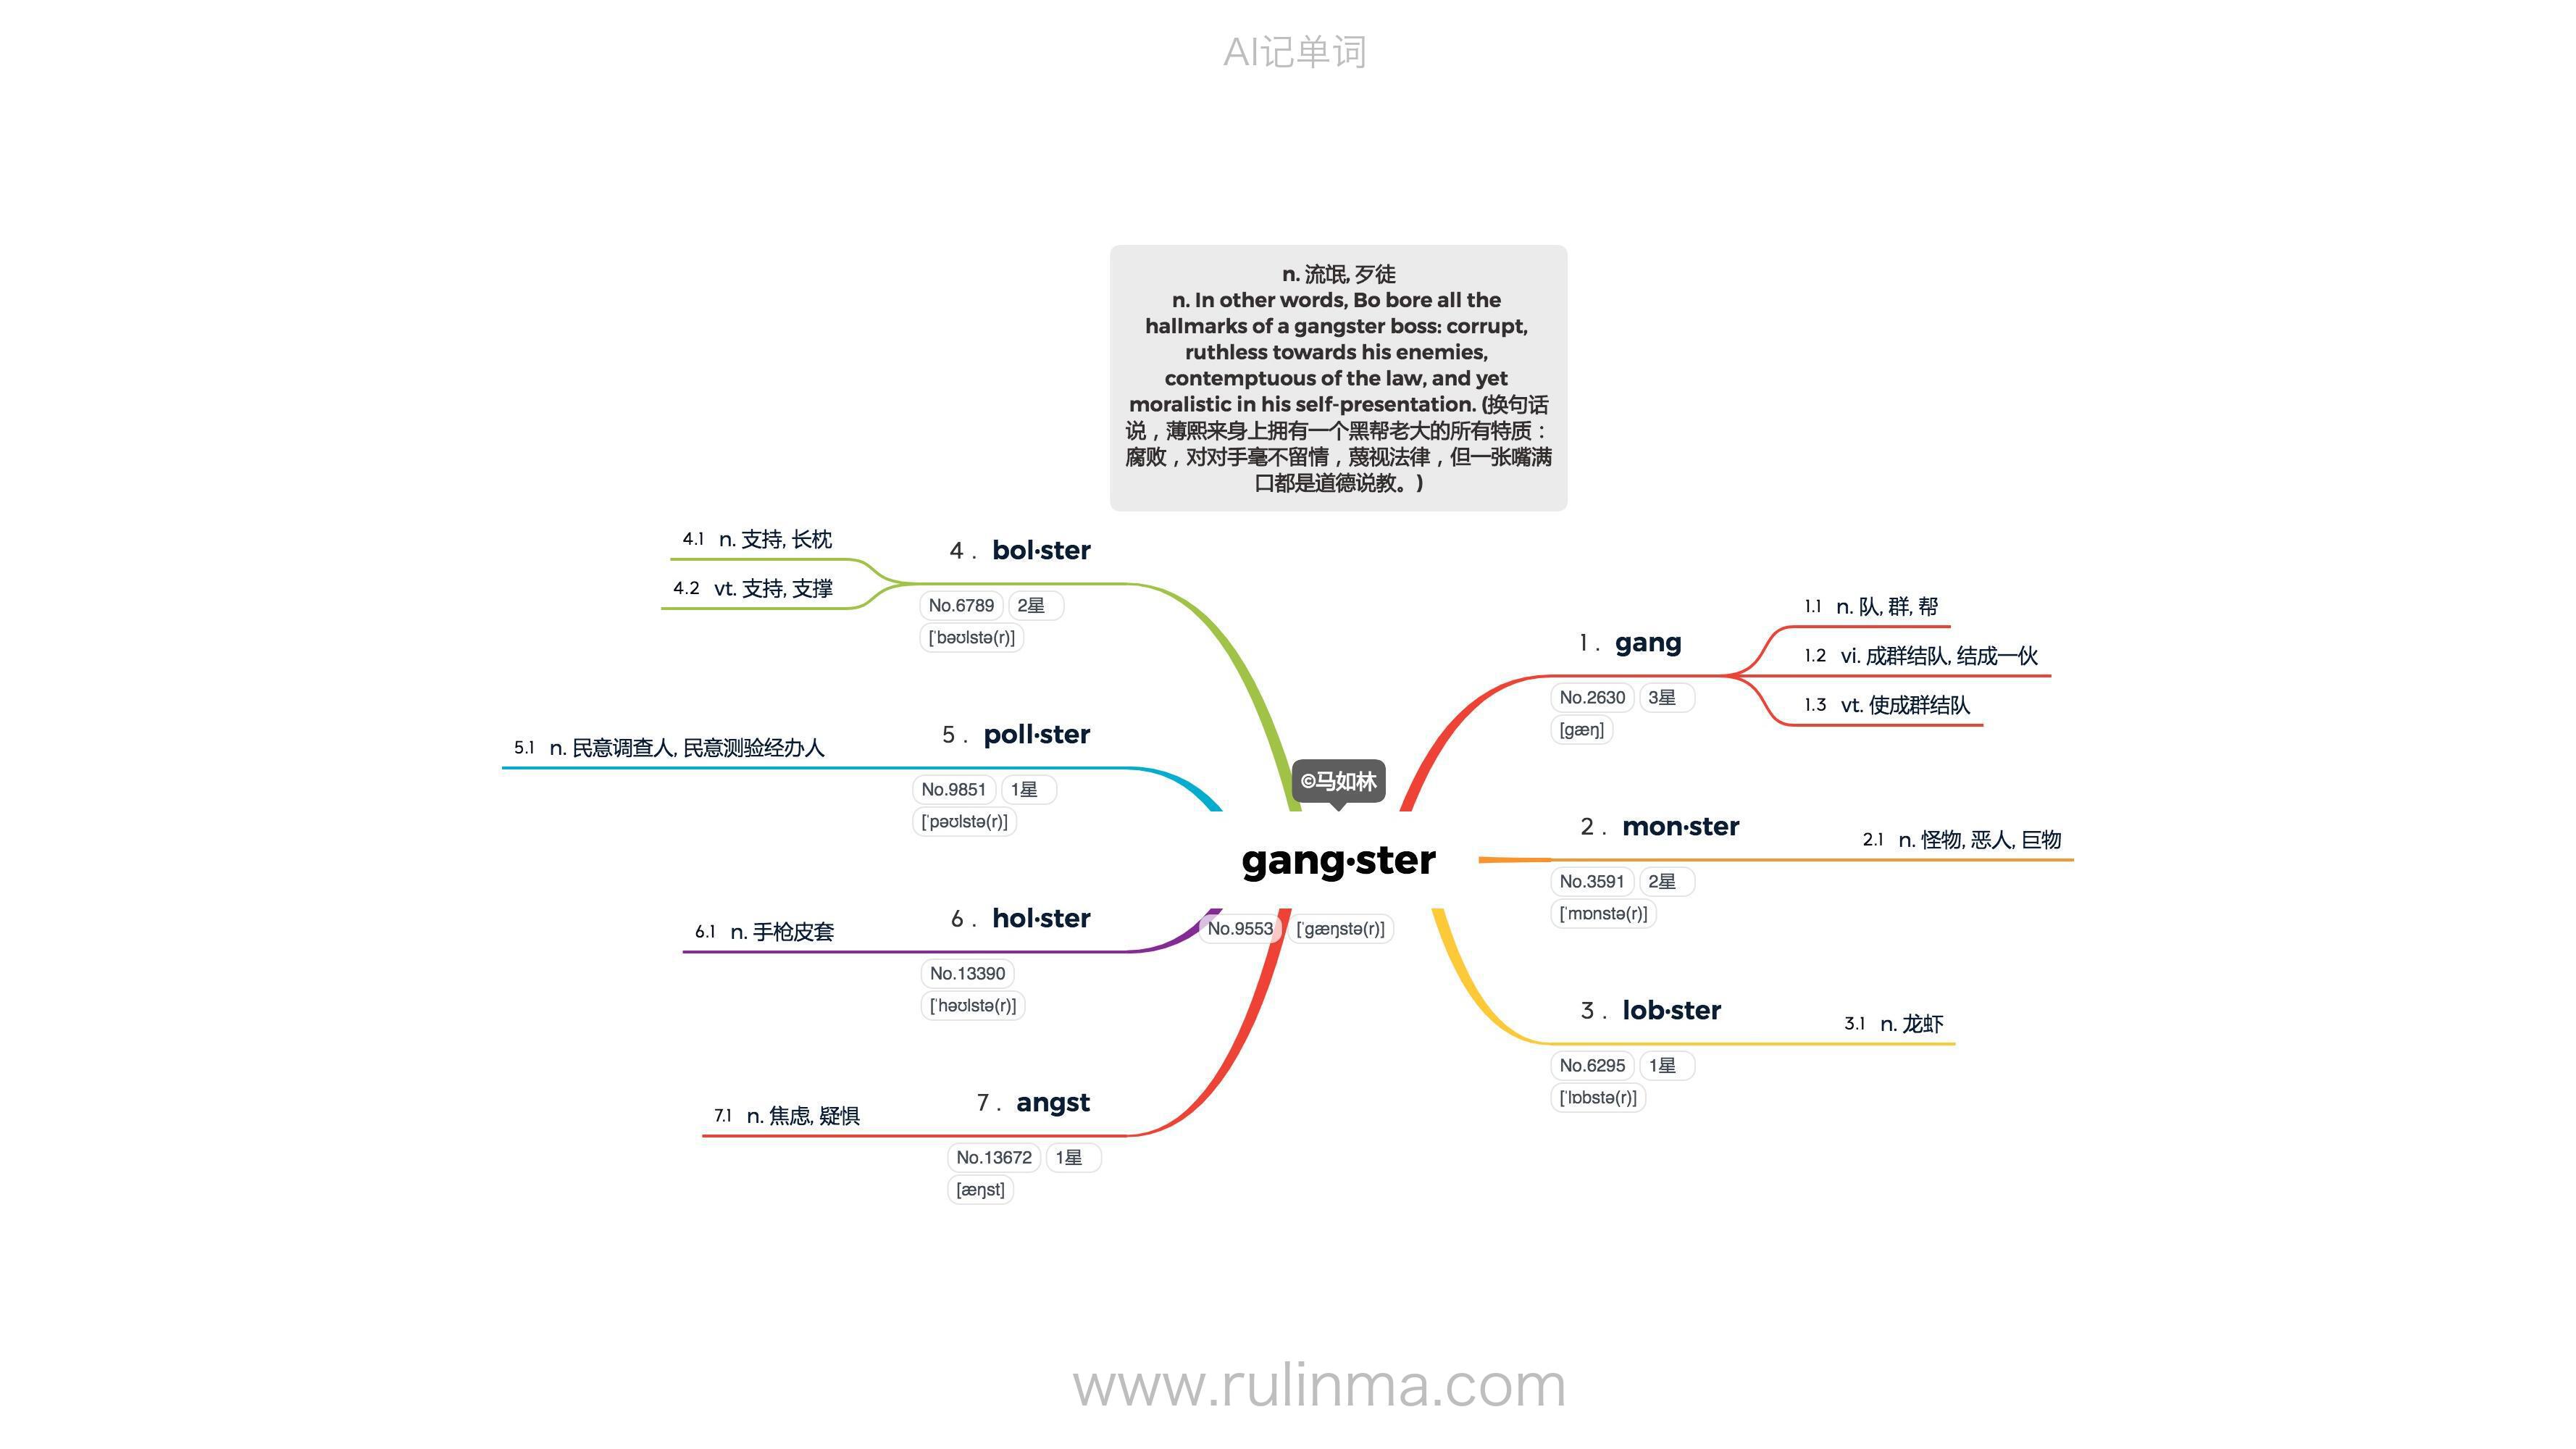 AI记单词
n. 流氓, 歹徒
n. In other words, Bo bore all the
hallmarks of a gangster boss: corrupt,
ruthless towards his enemies,
contemptuous of the law, and yet
moralistic in his self-presentation. (换句话
说，薄熙来身上拥有一个黑帮老大的所有特质：
腐败，对对手毫不留情，蔑视法律，但一张嘴满
口都是道德说教。)
©马如林
gang·ster
No.9553 [ˈgæŋstə(r)]
1. gang
No.2630 3星
[gæŋ]
1.1 n. 队, 群, 帮
1.2 vi. 成群结队, 结成一伙
1.3 vt. 使成群结队
2. mon·ster
No.3591 2星
[ˈmɒnstə(r)]
2.1 n. 怪物, 恶人, 巨物
3. lob·ster
No.6295 1星
[ˈlɒbstə(r)]
3.1 n. 龙虾
4. bol·ster
No.6789 2星
[ˈbəʊlstə(r)]
4.1 n. 支持, 长枕
4.2 vt. 支持, 支撑
5. poll·ster
No.9851 1星
[ˈpəʊlstə(r)]
5.1 n. 民意调查人, 民意测验经办人
6. hol·ster
No.13390
[ˈhəʊlstə(r)]
6.1 n. 手枪皮套
7. angst
No.13672 1星
[æŋst]
7.1 n. 焦虑, 疑惧
www.rulinma.com